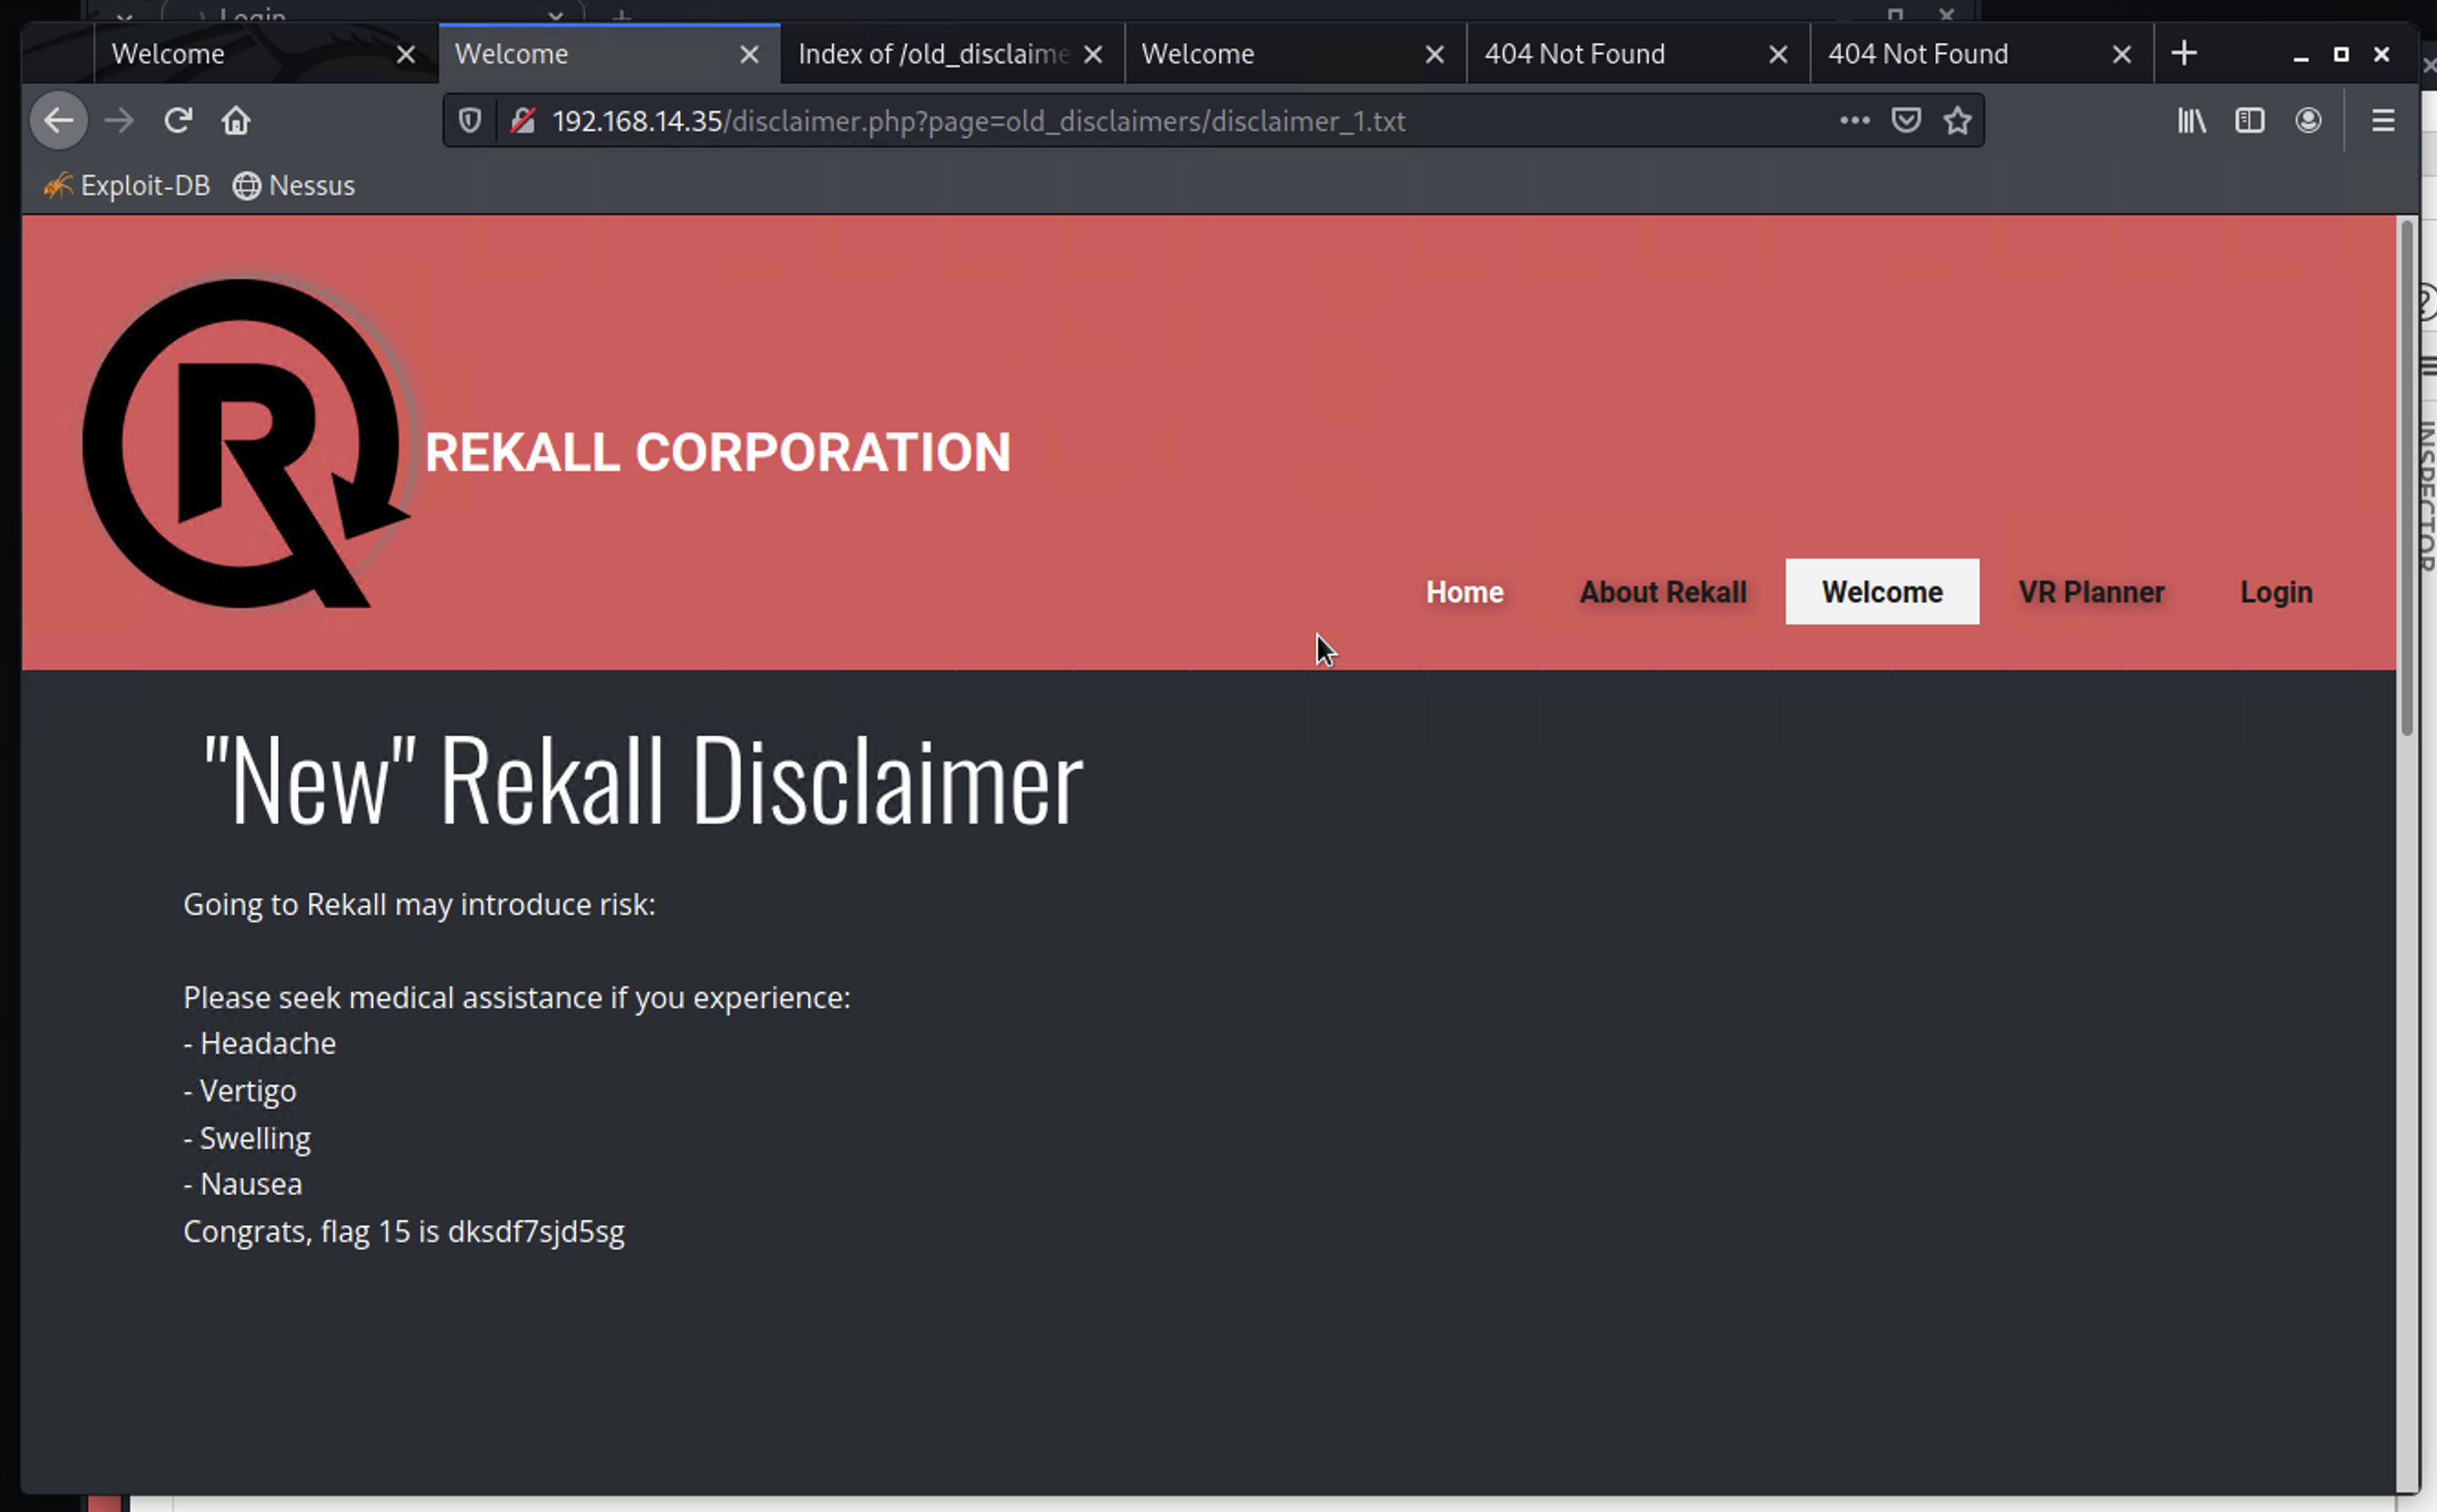 Login
Welcome
Welcome
Index of /old_disclaime
Welcome
404 Not Found
404 Not Found
192.168.14.35/disclaimer.php?page=old_disclaimers/disclaimer_1.txt
Exploit-DB
Nessus
R
REKALL CORPORATION
INSPECTOR
Home
About Rekall
Welcome
VR Planner
Login
"New" Rekall Disclaimer
Going to Rekall may introduce risk:
Please seek medical assistance if you experience:
- Headache
- Vertigo
- Swelling
- Nausea
Congrats, flag 15 is dksdf7sjd5sg